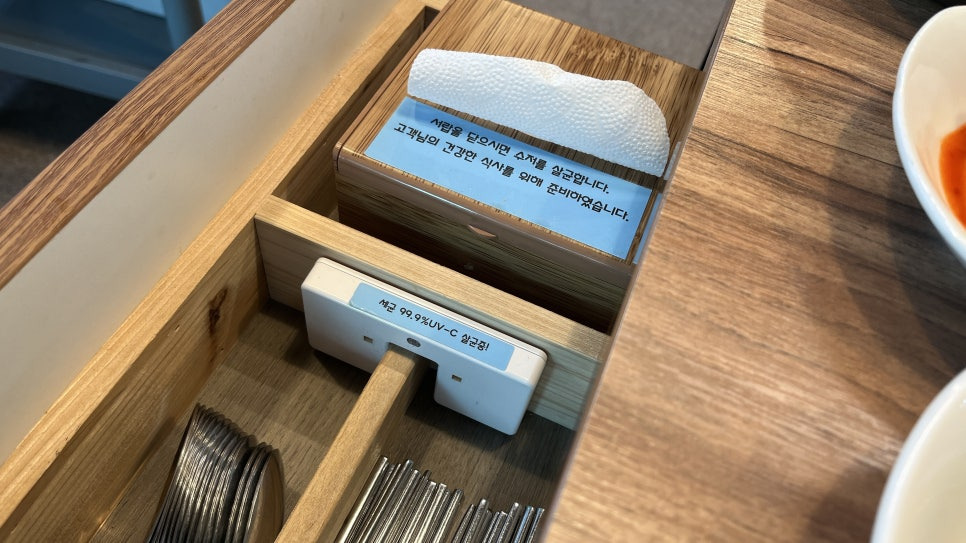 서랍을 닫으시면 수저를 살균합니다.
고객님의 건강한 식사를 위해 준비하였습니다.
세균 99.9%UV-C 살균중!